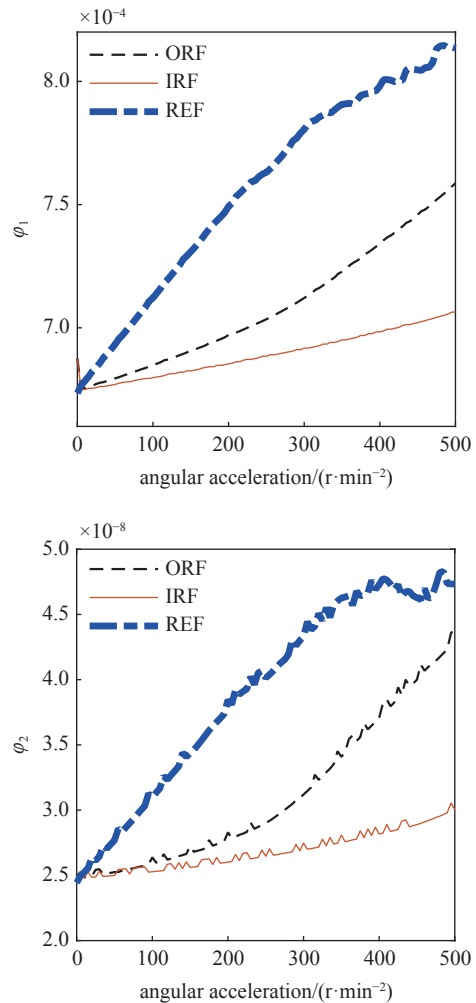 ×10⁻⁴
8.0
7.5
7.0
φ₁
ORF
IRF
REF
0 100 200 300 400 500
angular acceleration/(r·min⁻²)
×10⁻⁸
5.0
4.5
4.0
3.5
3.0
2.5
2.0
φ₂
ORF
IRF
REF
0 100 200 300 400 500
angular acceleration/(r·min⁻²)